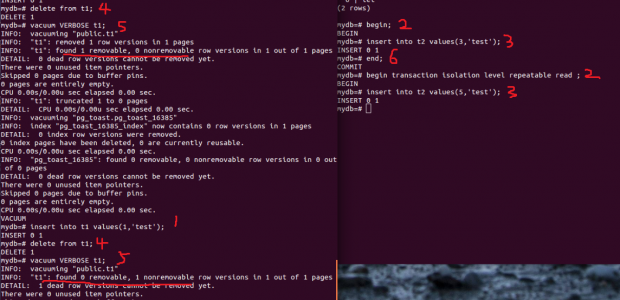 mydb=# delete from t1; 4
DELETE 1
mydb=# vacuum VERBOSE t1; 5
INFO:  vacuuming "public.t1"
INFO:  "t1": removed 1 row versions in 1 pages
INFO:  "t1": found 1 removable, 0 nonremovable row versions in 1 out of 1 pages
DETAIL:  0 dead row versions cannot be removed yet.
There were 0 unused item pointers.
Skipped 0 pages due to buffer pins.
0 pages are entirely empty.
CPU 0.00s/0.00u sec elapsed 0.00 sec.
INFO:  "t1": truncated 1 to 0 pages
DETAIL:  CPU 0.00s/0.00u sec elapsed 0.00 sec.
INFO:  vacuuming "pg_toast.pg_toast_16385"
INFO:  index "pg_toast_16385_index" now contains 0 row versions in 1 pages
DETAIL:  0 index row versions were removed.
0 index pages have been deleted, 0 are currently reusable.
CPU 0.00s/0.00u sec elapsed 0.00 sec.
INFO:  "pg_toast_16385": found 0 removable, 0 nonremovable row versions in 0 out
 of 0 pages
DETAIL:  0 dead row versions cannot be removed yet.
There were 0 unused item pointers.
Skipped 0 pages due to buffer pins.
0 pages are entirely empty.
CPU 0.00s/0.00u sec elapsed 0.00 sec.
VACUUM
mydb=# insert into t1 values(1,'test'); 1
INSERT 0 1
mydb=# delete from t1; 4
DELETE 1
mydb=# vacuum VERBOSE t1; 5
INFO:  vacuuming "public.t1"
INFO:  "t1": found 0 removable, 1 nonremovable row versions in 1 out of 1 pages
DETAIL:  1 dead row versions cannot be removed yet.
There were 0 unused item pointers.
(2 rows)
mydb=# begin; 2
BEGIN
mydb=# insert into t2 values(3,'test'); 3
INSERT 0 1
mydb=# end; 6
COMMIT
mydb=# begin transaction isolation level repeatable read ; 2
BEGIN
mydb=# insert into t2 values(5,'test'); 3
INSERT 0 1
mydb=#